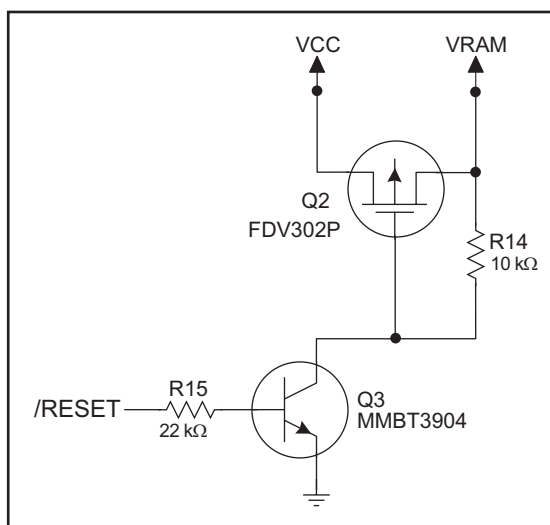 VCC
VRAM
Q2
FDV302P
R14
10 kΩ
/RESET
R15
22 kΩ
Q3
MMBT3904